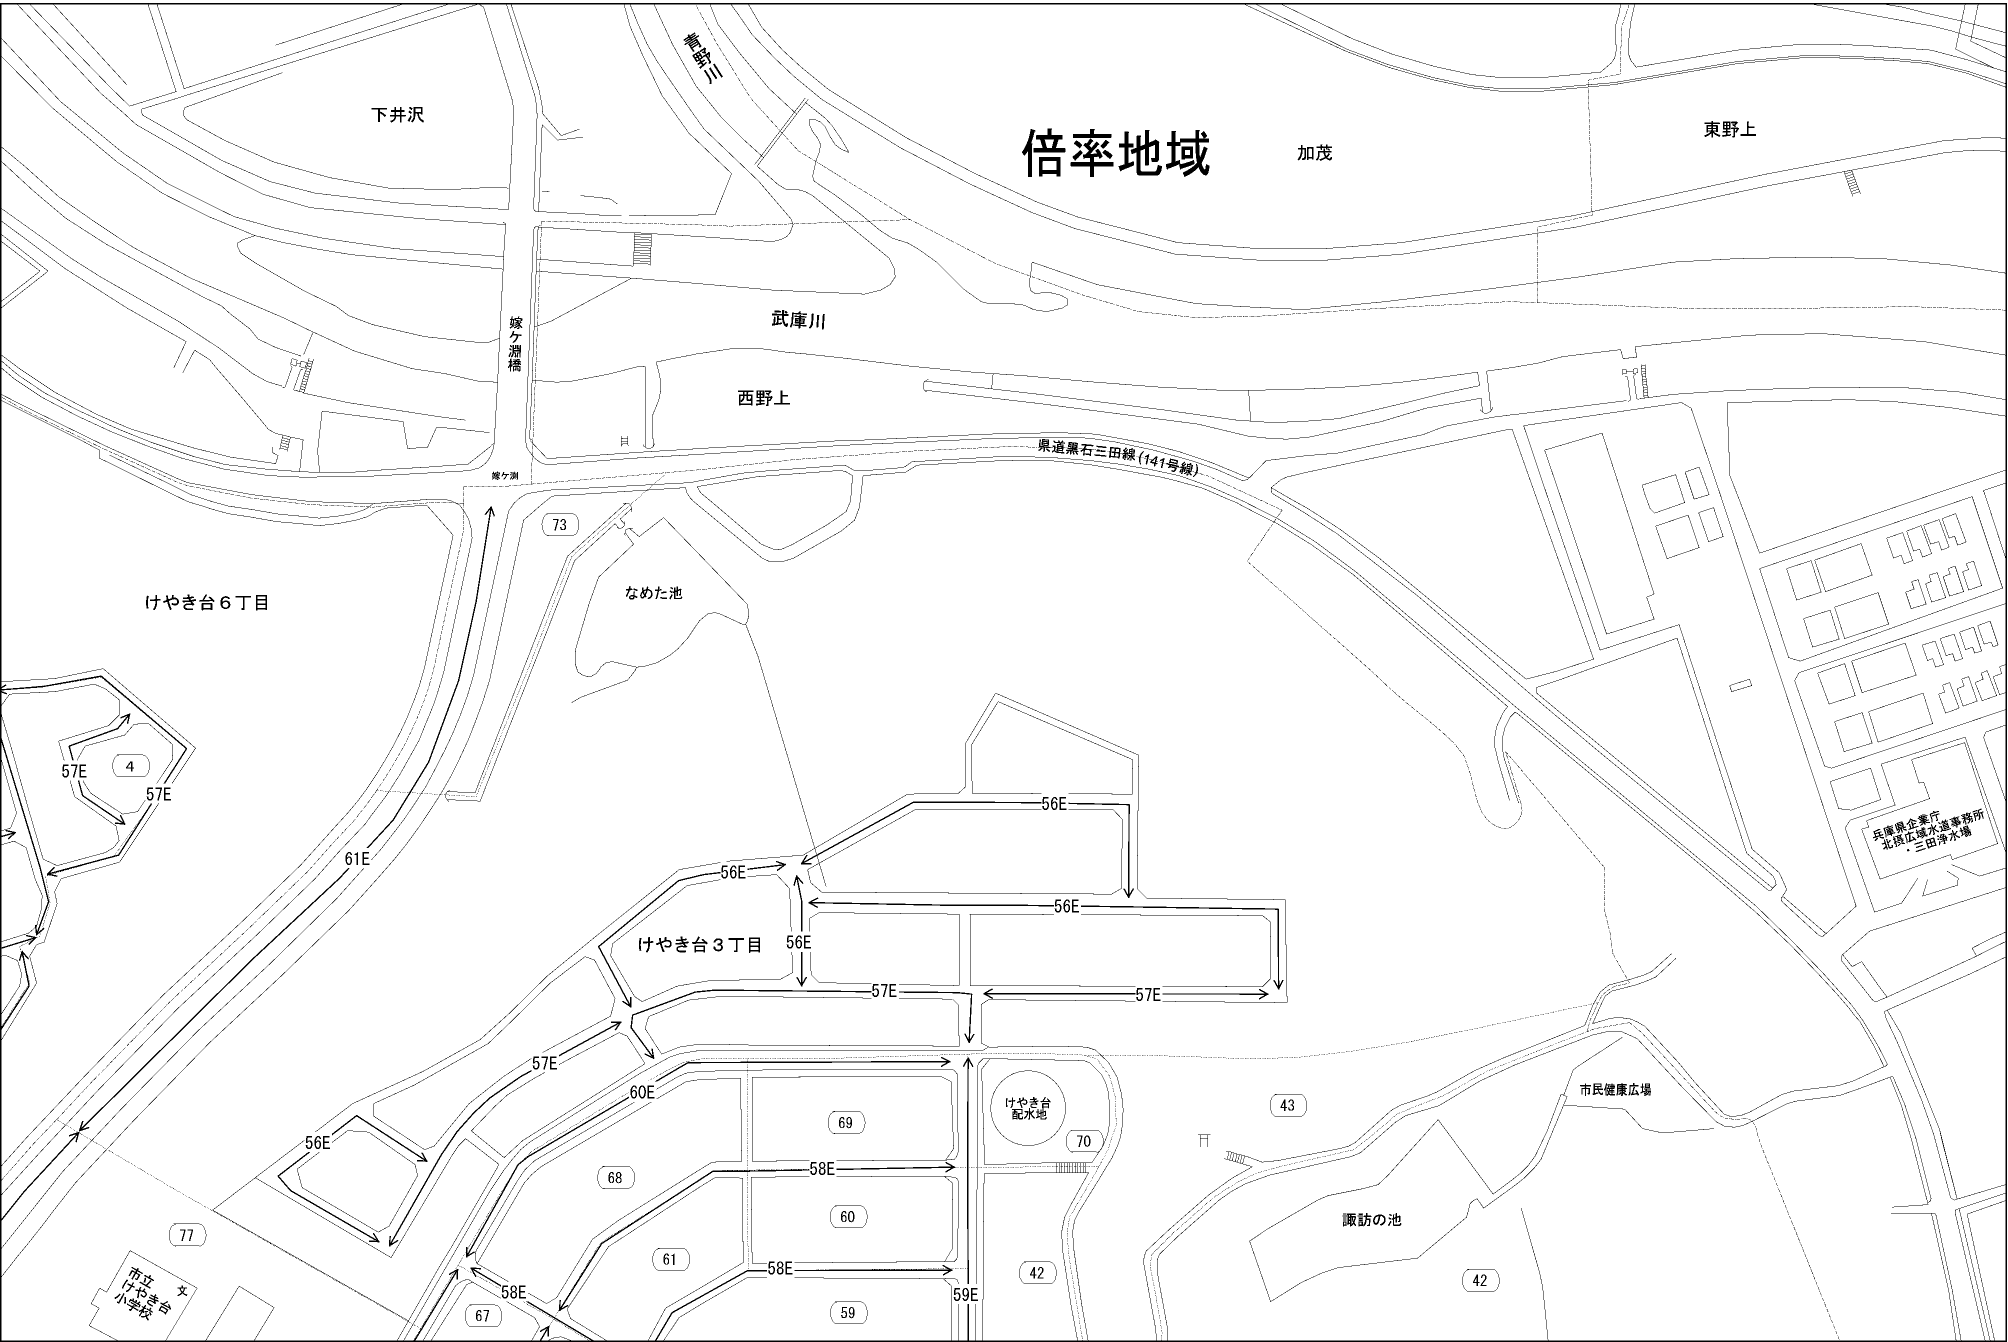 青野川
下井沢
倍率地域
加茂
東野上
嫁ケ淵橋
武庫川
西野上
県道黒石三田線(141号線)
嫁ケ淵
73
なめた池
けやき台6丁目
4
57E
57E
61E
56E
56E
56E
けやき台3丁目
56E
57E
57E
兵庫県企業庁
北摂広域水道事務所
・三田浄水場
57E
60E
けやき台
配水地
市民健康広場
43
69
70
56E
58E
68
60
諏訪の池
77
61
58E
42
42
市立
けやき台
小学校
文
58E
59E
67
59